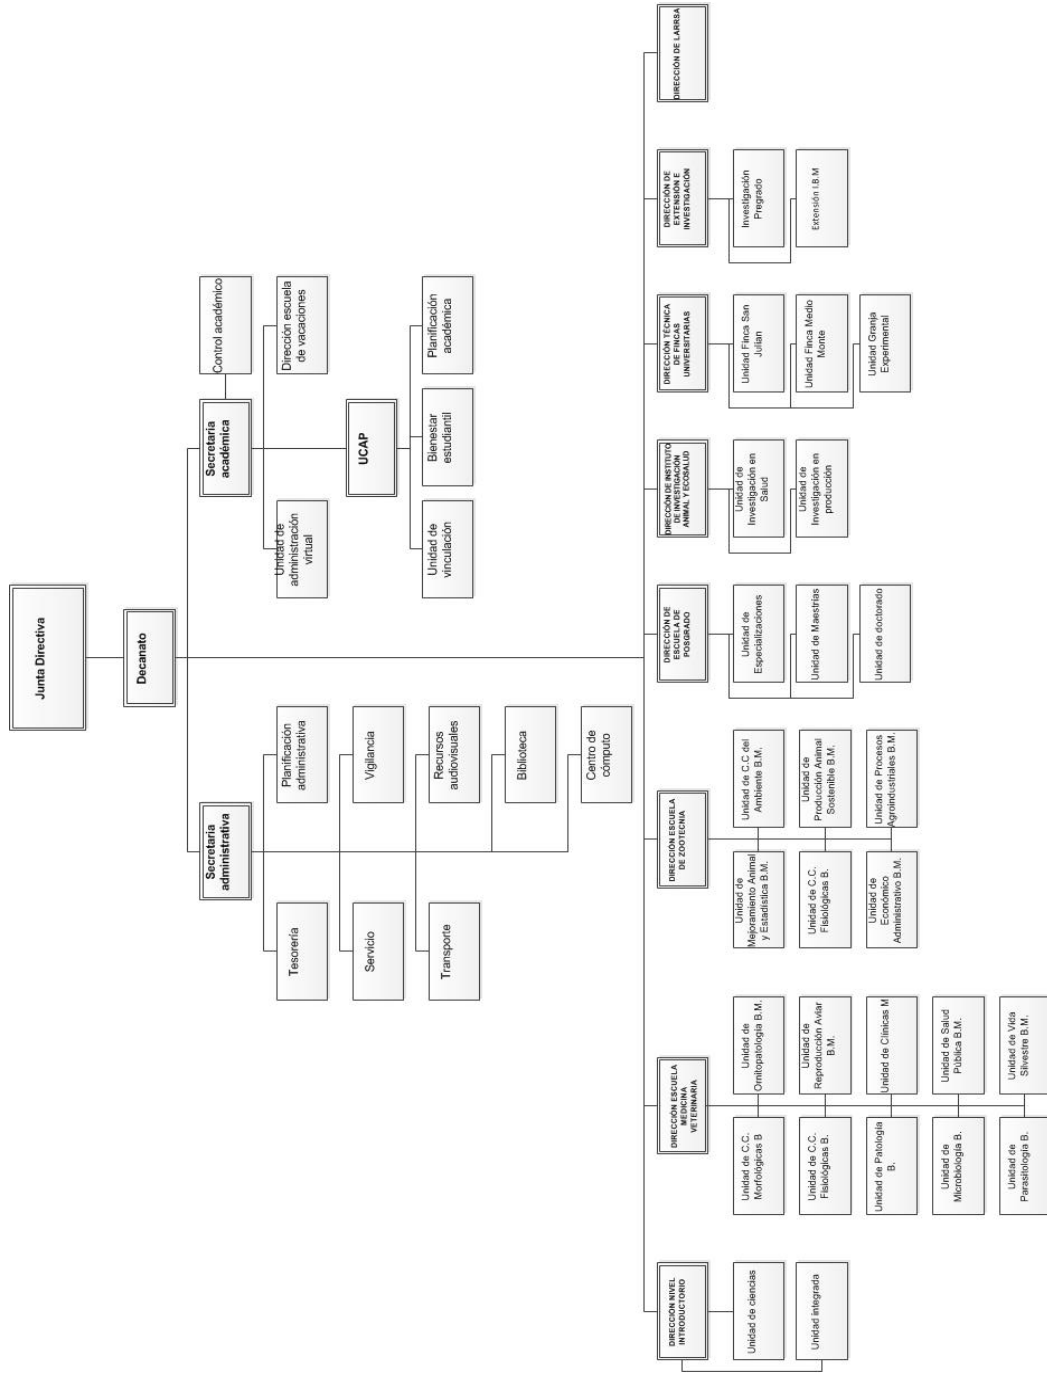 Junta Directiva
Decanato
Secretaria
administrativa
Secretaria
académica
Control académico
Tesorería
Planificación
administrativa
Servicio
Vigilancia
Transporte
Recursos
audiovisuales
Biblioteca
Centro de
cómputo
Unidad de
administración
virtual
Dirección escuela
de vacaciones
UCAP
Unidad de
vinculación
Bienestar
estudiantil
Planificación
académica
DIRECCIÓN NIVEL
INTRODUCTORIO
Unidad de ciencias
Unidad integrada
DIRECCIÓN ESCUELA
MEDICINA
VETERINARIA
Unidad de C.C.
Morfológicas B
Unidad de
Ornitopatología B.M.
Unidad de C.C.
Fisiológicas B.
Unidad de
Reproducción Aviar
B.M.
Unidad de Patología
B.
Unidad de Clínicas M
Unidad de
Microbiología B.
Unidad de Salud
Pública B.M.
Unidad de
Parasitología B.
Unidad de Vida
Silvestre B.M.
DIRECCIÓN ESCUELA
DE ZOOTECNIA
Unidad de
Mejoramiento Animal
y Estadística B.M.
Unidad de C.C del
Ambiente B.M.
Unidad de C.C.
Fisiológicas B.
Unidad de
Producción Animal
Sostenible B.M.
Unidad de
Económico
Administrativo B.M.
Unidad de Procesos
Agroindustriales B.M.
DIRECCIÓN DE
ESCUELA DE
POSGRADO
Unidad de
Especializaciones
Unidad de Maestrías
Unidad de doctorado
DIRECCIÓN DE INSTITUTO
DE INVESTIGACIÓN
ANIMAL Y ECOSALUD
Unidad de
Investigación en
Salud
Unidad de
Investigación en
producción
DIRECCIÓN TÉCNICA
DE FINCAS
UNIVERSITARIAS
Unidad Finca San
Julian
Unidad Finca Medio
Monte
Unidad Granja
Experimental
DIRECCIÓN DE
EXTENSIÓN E
INVESTIGACIÓN
Investigación
Pregrado
Extensión I.B.M
DIRECCIÓN DE LARRSA